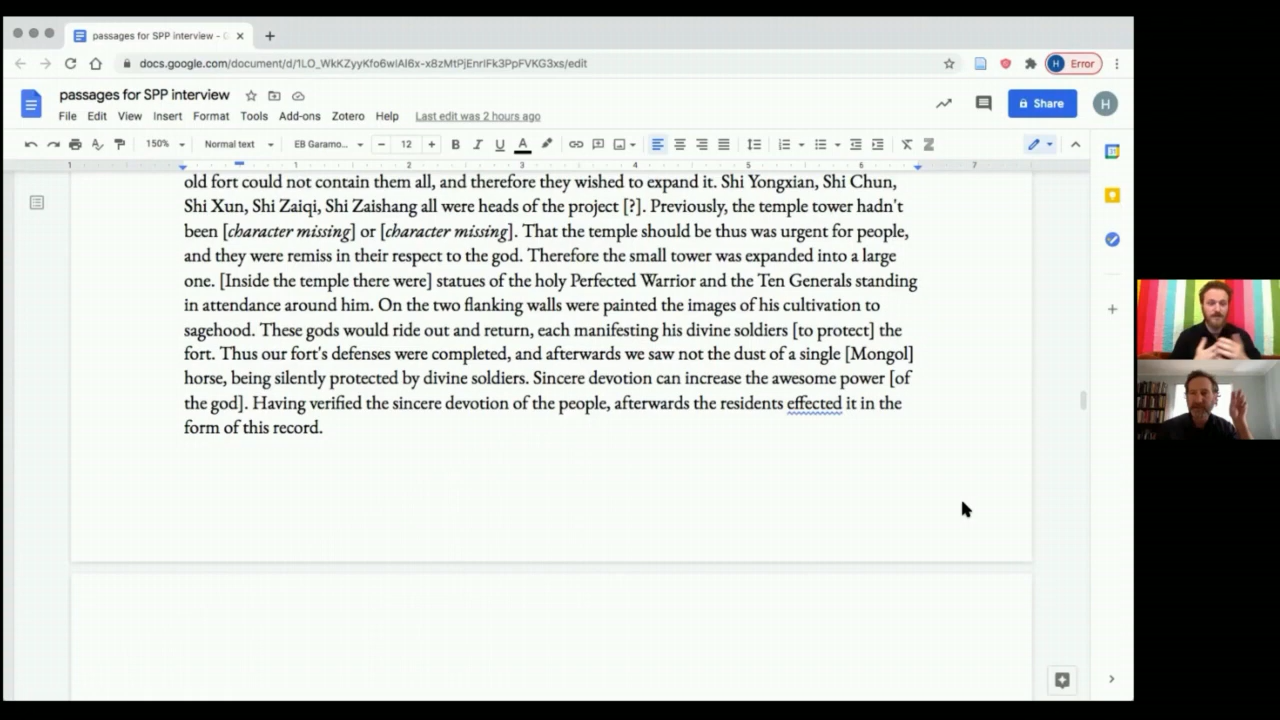 passages for SPP interview - G
docs.google.com/document/d/1LO_WkKZyyKfo6wlAl6x-x8zMtPjEnrlFk3PpFVKG3xs/edit
H Error
passages for SPP interview
File Edit View Insert Format Tools Add-ons Zotero Help Last edit was 2 hours ago
Share
H
150% Normal text EB Garamo... 12 B I U A
1 1 2 3 4 5 6 7
old fort could not contain them all, and therefore they wished to expand it. Shi Yongxian, Shi Chun,
Shi Xun, Shi Zaiqi, Shi Zaishang all were heads of the project [?]. Previously, the temple tower hadn't
been [character missing] or [character missing]. That the temple should be thus was urgent for people,
and they were remiss in their respect to the god. Therefore the small tower was expanded into a large
one. [Inside the temple there were] statues of the holy Perfected Warrior and the Ten Generals standing
in attendance around him. On the two flanking walls were painted the images of his cultivation to
sagehood. These gods would ride out and return, each manifesting his divine soldiers [to protect] the
fort. Thus our fort's defenses were completed, and afterwards we saw not the dust of a single [Mongol]
horse, being silently protected by divine soldiers. Sincere devotion can increase the awesome power [of
the god]. Having verified the sincere devotion of the people, afterwards the residents effected it in the
form of this record.